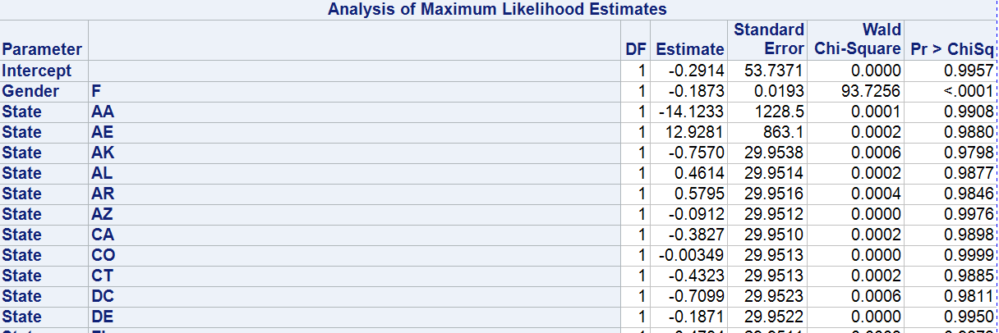 Analysis of Maximum Likelihood Estimates
Parameter DF Estimate Standard Error Wald Chi-Square Pr > ChiSq
Intercept 1 -0.2914 53.7371 0.0000 0.9957
Gender F 1 -0.1873 0.0193 93.7256 <.0001
State AA 1 -14.1233 1228.5 0.0001 0.9908
State AE 1 12.9281 863.1 0.0002 0.9880
State AK 1 -0.7570 29.9538 0.0006 0.9798
State AL 1 0.4614 29.9514 0.0002 0.9877
State AR 1 0.5795 29.9516 0.0004 0.9846
State AZ 1 -0.0912 29.9512 0.0000 0.9976
State CA 1 -0.3827 29.9510 0.0002 0.9898
State CO 1 -0.00349 29.9513 0.0000 0.9999
State CT 1 -0.4323 29.9513 0.0002 0.9885
State DC 1 -0.7099 29.9523 0.0006 0.9811
State DE 1 -0.1871 29.9522 0.0000 0.9950